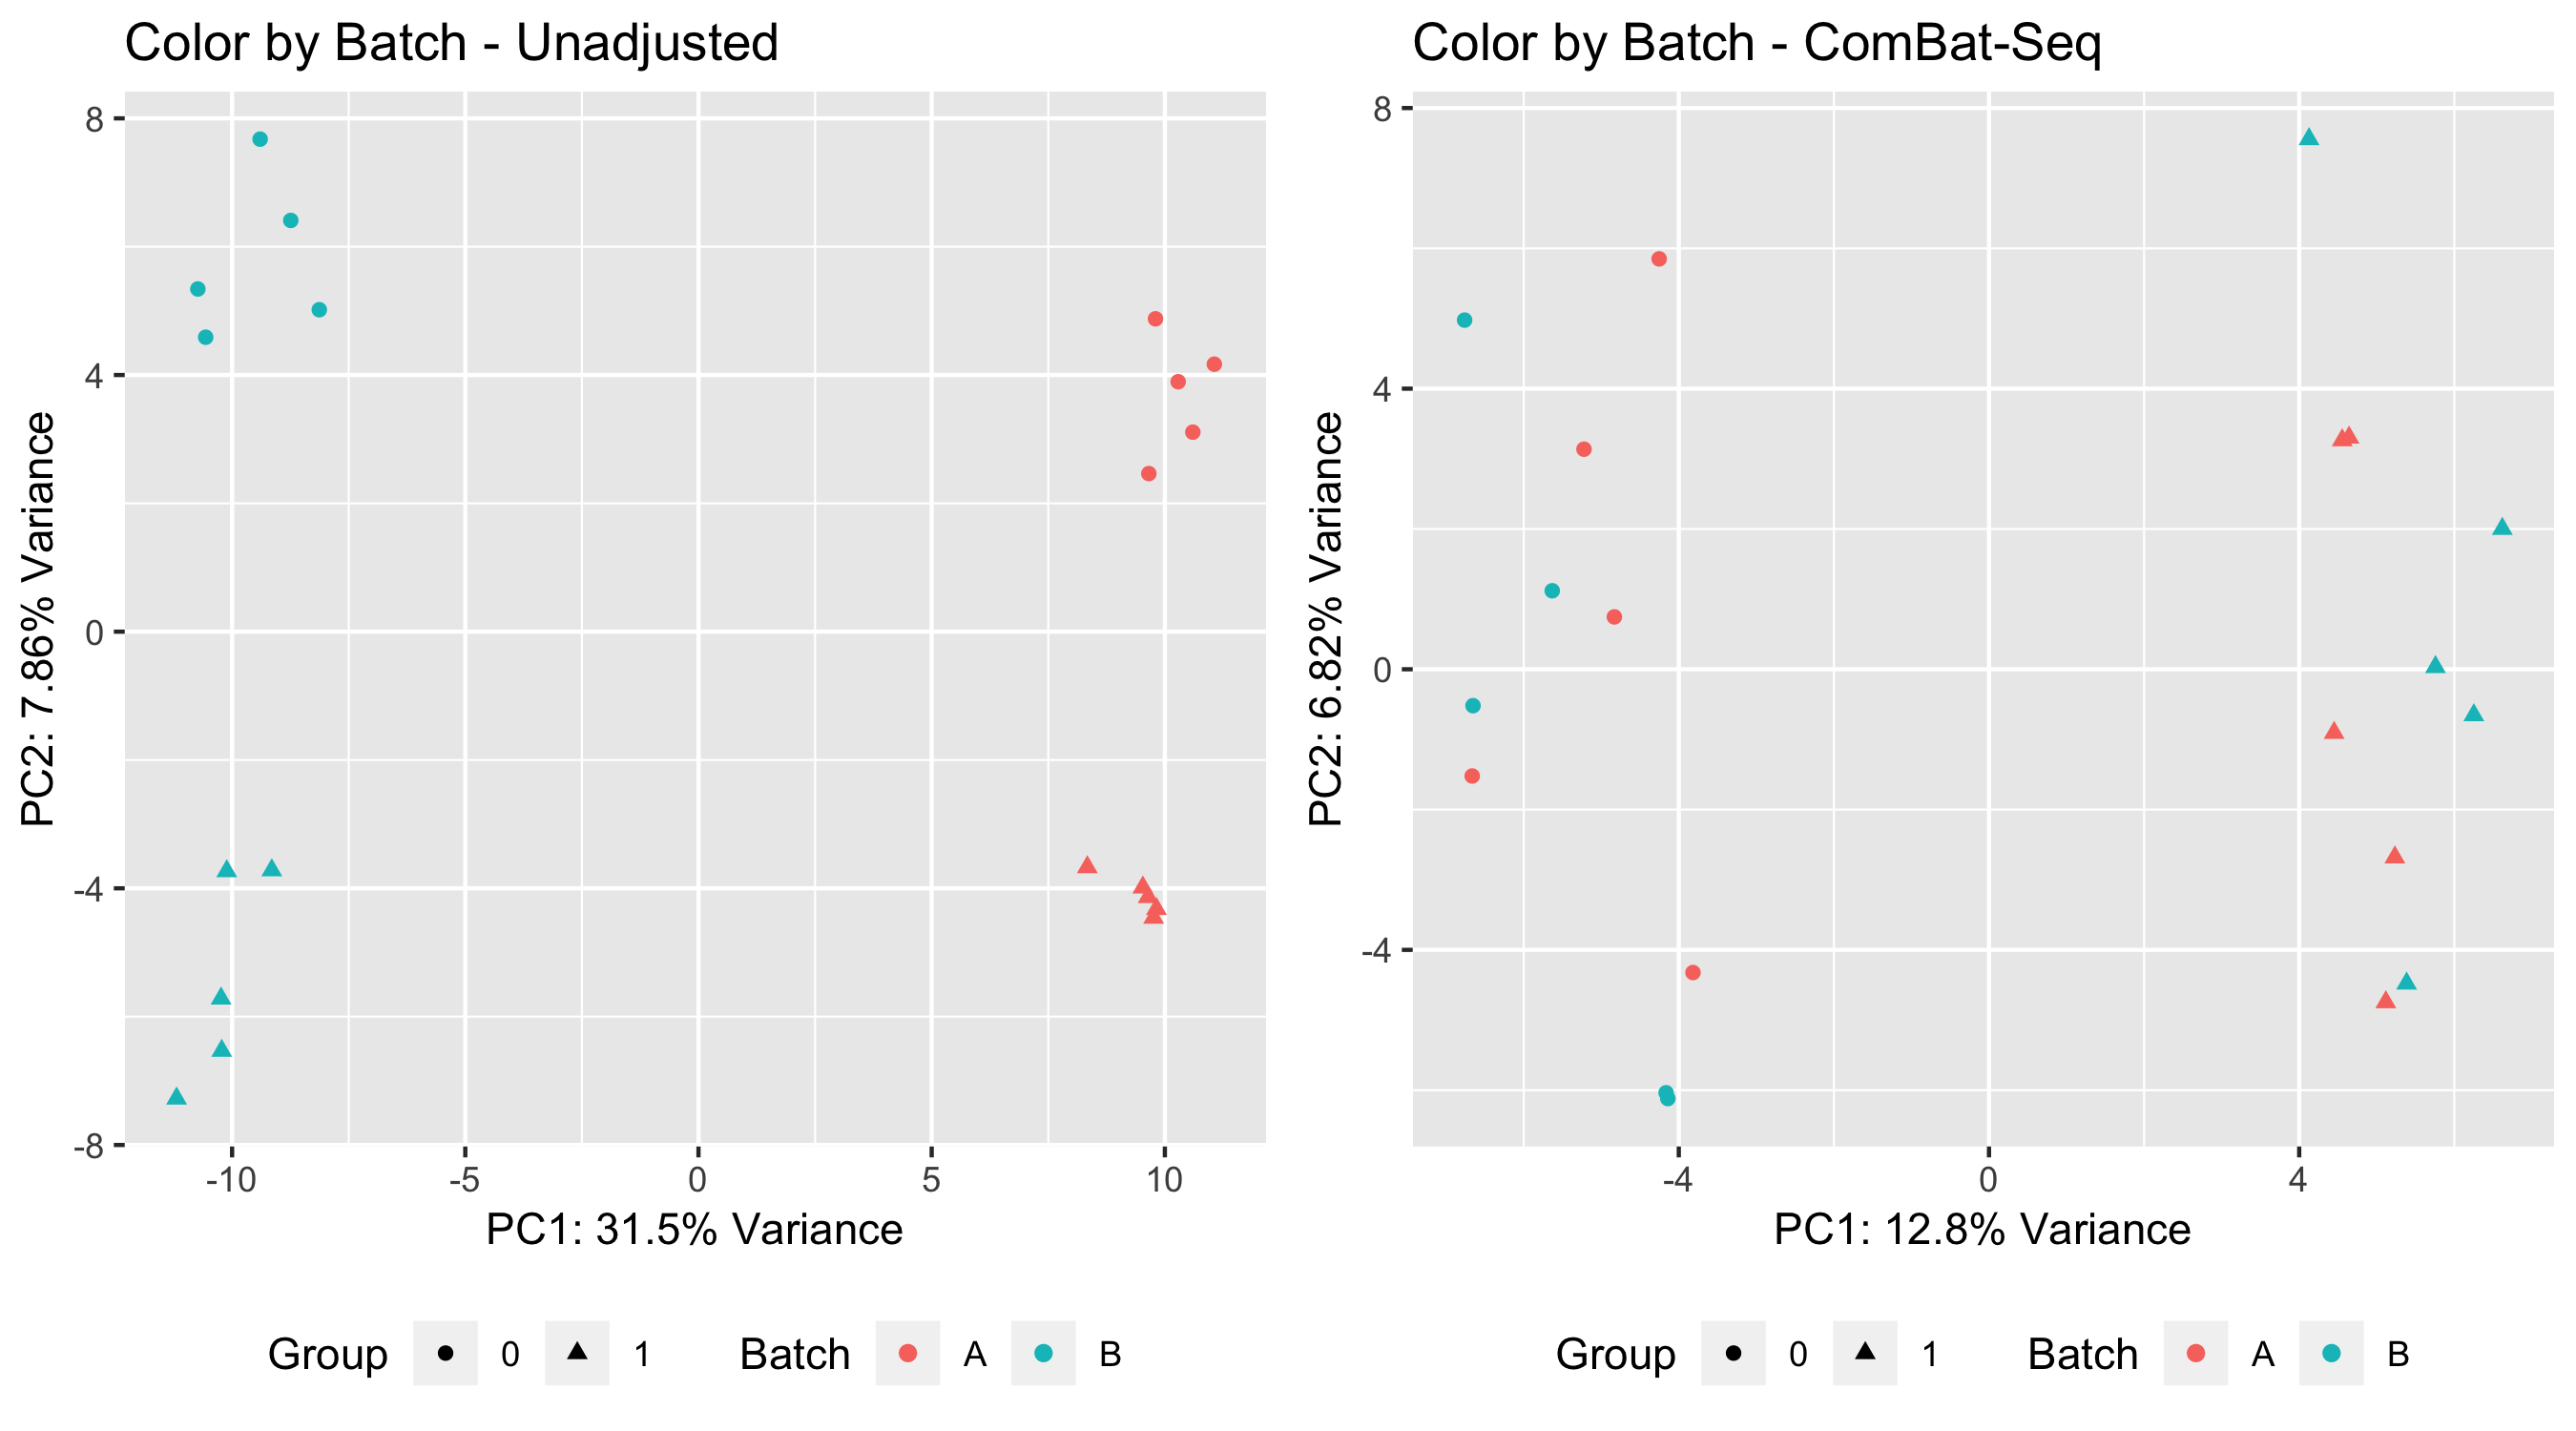 Color by Batch - Unadjusted
8
4
0
-4
-8
PC2: 7.86% Variance
-10 -5 0 5 10
PC1: 31.5% Variance
Group 0 1 Batch A B
Color by Batch - ComBat-Seq
8
4
0
-4
PC2: 6.82% Variance
-4 0 4
PC1: 12.8% Variance
Group 0 1 Batch A B